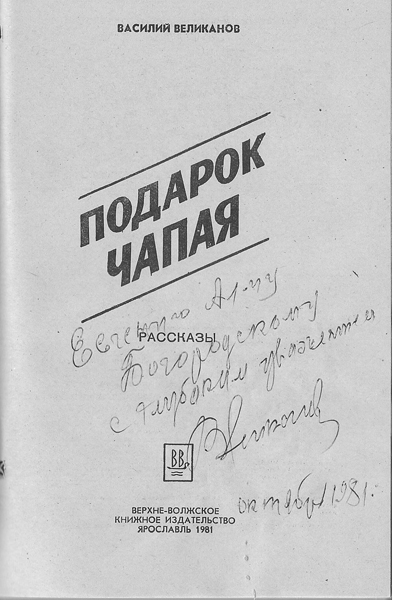 ВАСИЛИЙ ВЕЛИКАНОВ
ПОДАРОК
ЧАПАЯ
Евгению Ал-чу
РАССКАЗЫ
Богородскому
с глубоким уважением
ВВ
октябрь 1981 г.
ВЕРХНЕ-ВОЛЖСКОЕ
КНИЖНОЕ ИЗДАТЕЛЬСТВО
ЯРОСЛАВЛЬ 1981